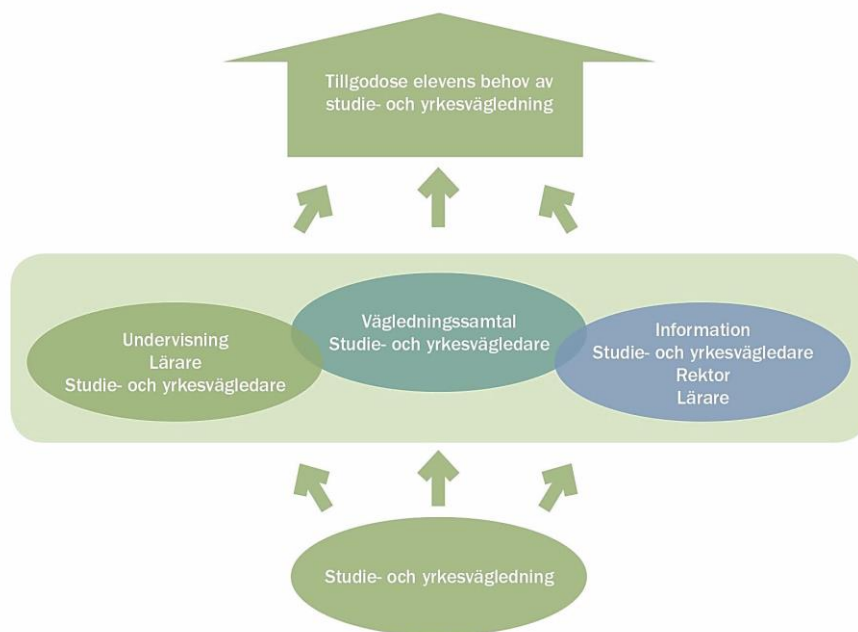 Tillgodose elevens behov av
studie- och yrkesvägledning
Undervisning
Lärare
Studie- och yrkesvägledare
Vägledningssamtal
Studie- och yrkesvägledare
Information
Studie- och yrkesvägledare
Rektor
Lärare
Studie- och yrkesvägledning